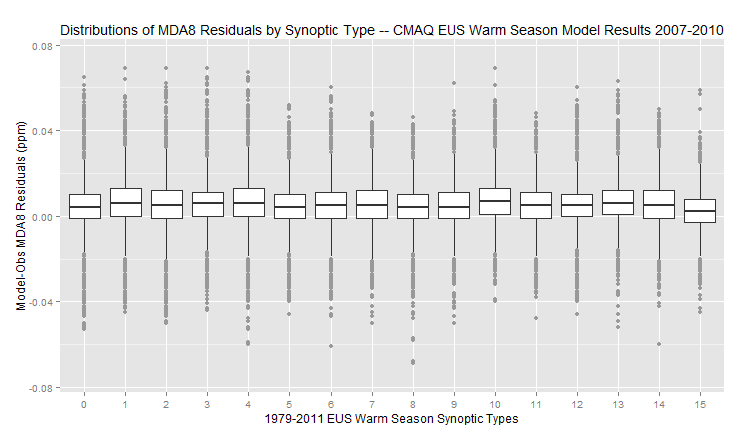 Distributions of MDA8 Residuals by Synoptic Type -- CMAQ EUS Warm Season Model Results 2007-2010
Model-Obs MDA8 Residuals (ppm)
0.08
0.04
0.00
-0.04
-0.08
0 1 2 3 4 5 6 7 8 9 10 11 12 13 14 15
1979-2011 EUS Warm Season Synoptic Types